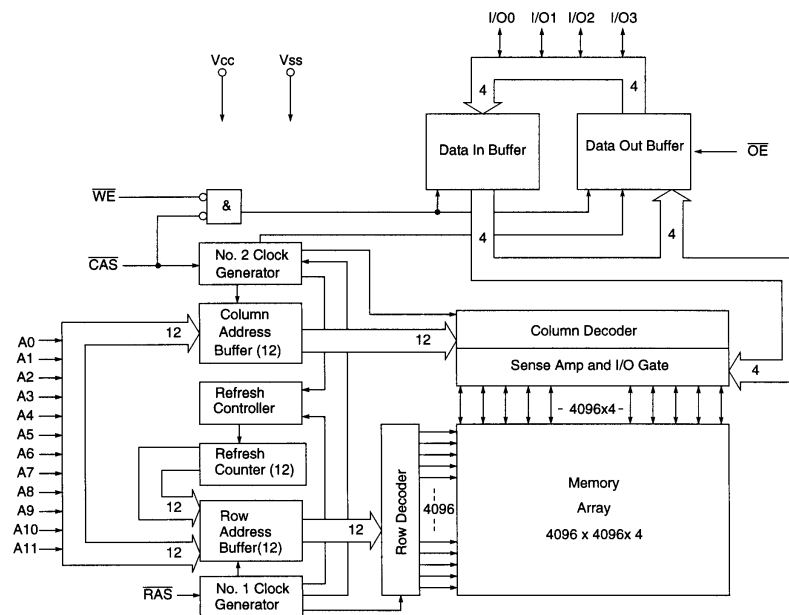 I/O0 I/O1 I/O2 I/O3
Vcc Vss
4 4
Data In Buffer
Data Out Buffer
OE
WE
&
4 4
CAS
No. 2 Clock
Generator
Column
Address
Buffer (12)
12
12
Column Decoder
Sense Amp and I/O Gate
4
A0
A1
A2
A3
A4
A5
A6
A7
A8
A9
A10
A11
Refresh
Controller
- 4096x4 -
Refresh
Counter (12)
12
12
Row
Address
Buffer(12)
12
Row Decoder
4096
Memory
Array
4096 x 4096x 4
RAS
No. 1 Clock
Generator